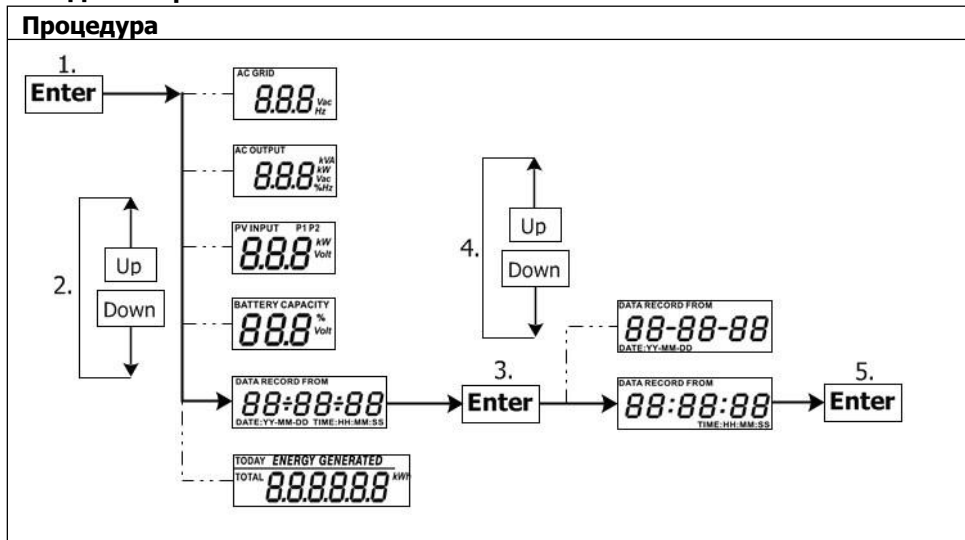 Процедура
1.
Enter
AC GRID
8.8.8 Vac
Hz
AC OUTPUT
8.8.8 kVA
kW
Vac
%Hz
2.
Up
Down
PV INPUT P1 P2
8.8.8 kW
Volt
BATTERY CAPACITY
88.8 %
Volt
DATA RECORD FROM
88÷88÷88
DATE:YY-MM-DD TIME:HH:MM:SS
TODAY ENERGY GENERATED
TOTAL 8.8.8.8.8.8 kWh
3.
Enter
4.
Up
Down
DATA RECORD FROM
88-88-88
DATE:YY-MM-DD
DATA RECORD FROM
88:88:88
TIME:HH:MM:SS
5.
Enter